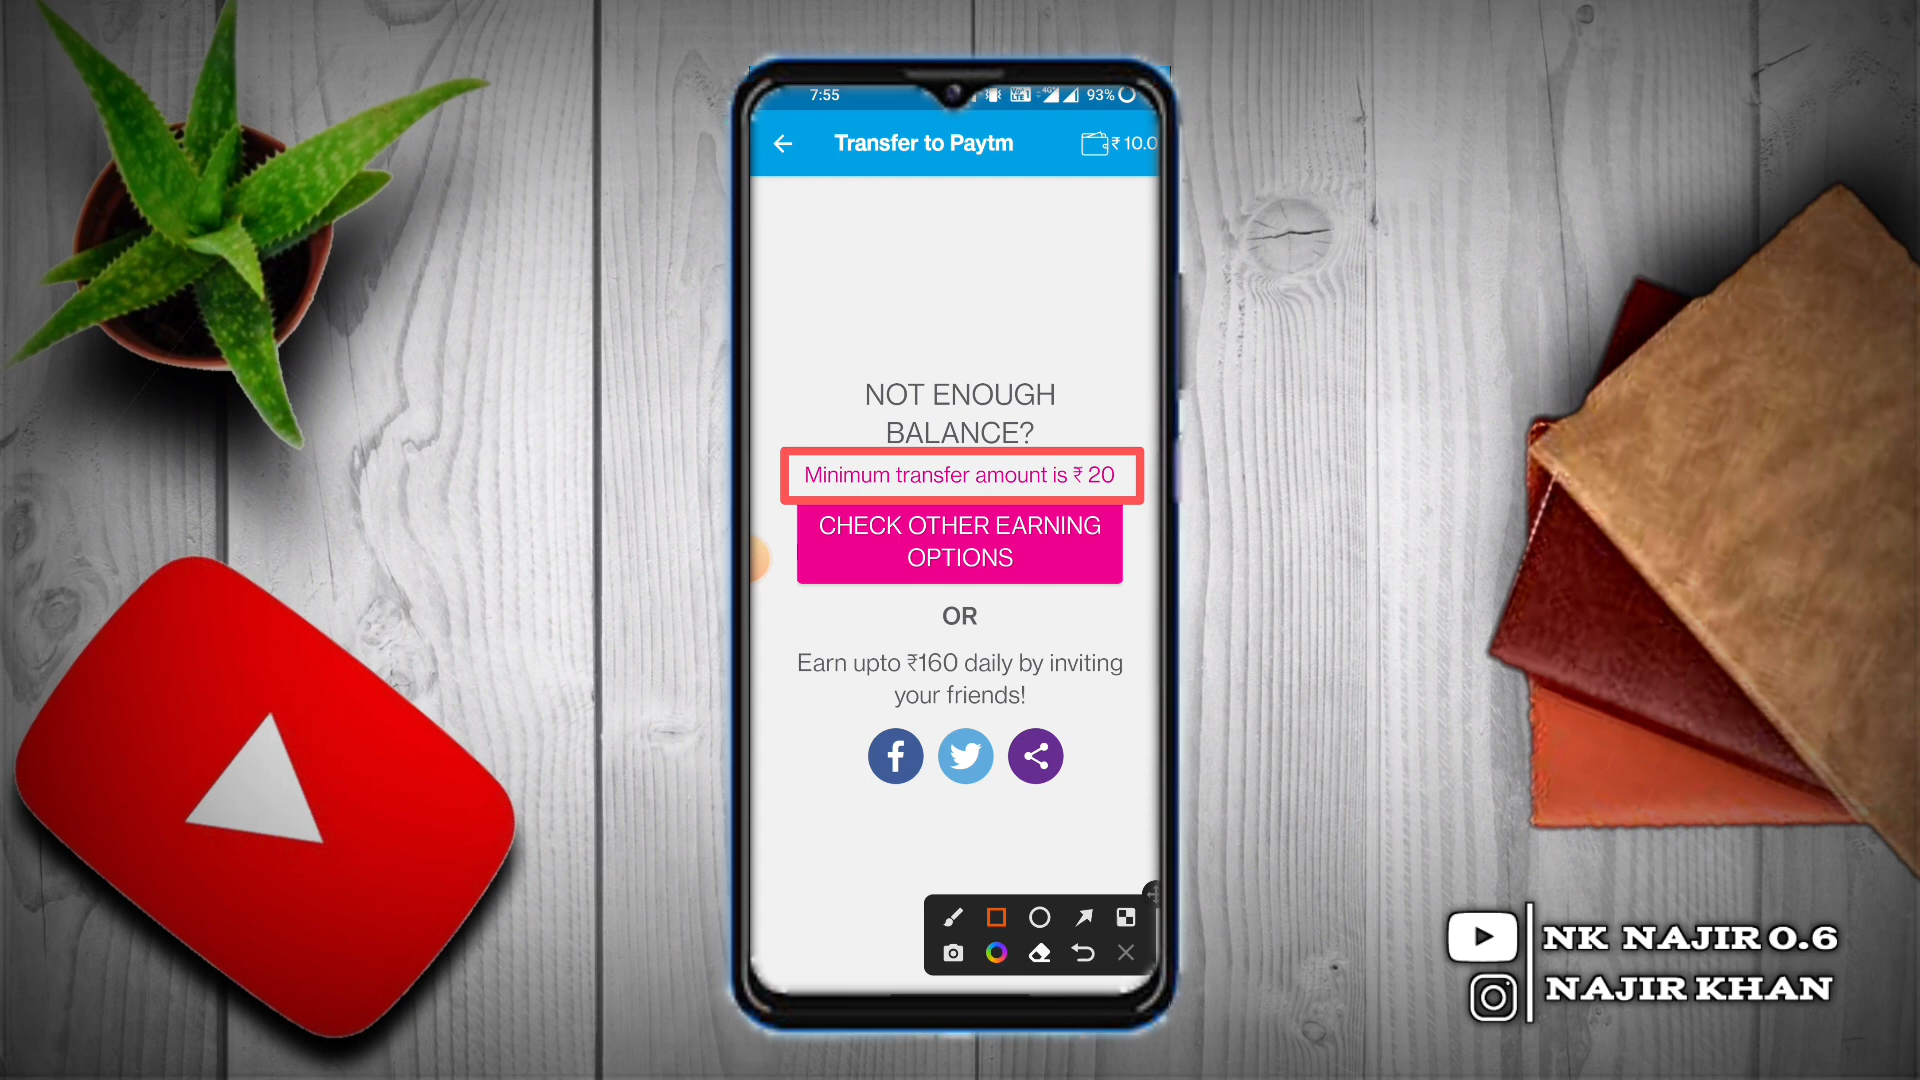 7:55
4G
93%
Transfer to Paytm
₹ 10.0
NOT ENOUGH
BALANCE?
Minimum transfer amount is ₹ 20
CHECK OTHER EARNING
OPTIONS
OR
Earn upto ₹160 daily by inviting
your friends!
NK NAJIR 0.6
NAJIR KHAN